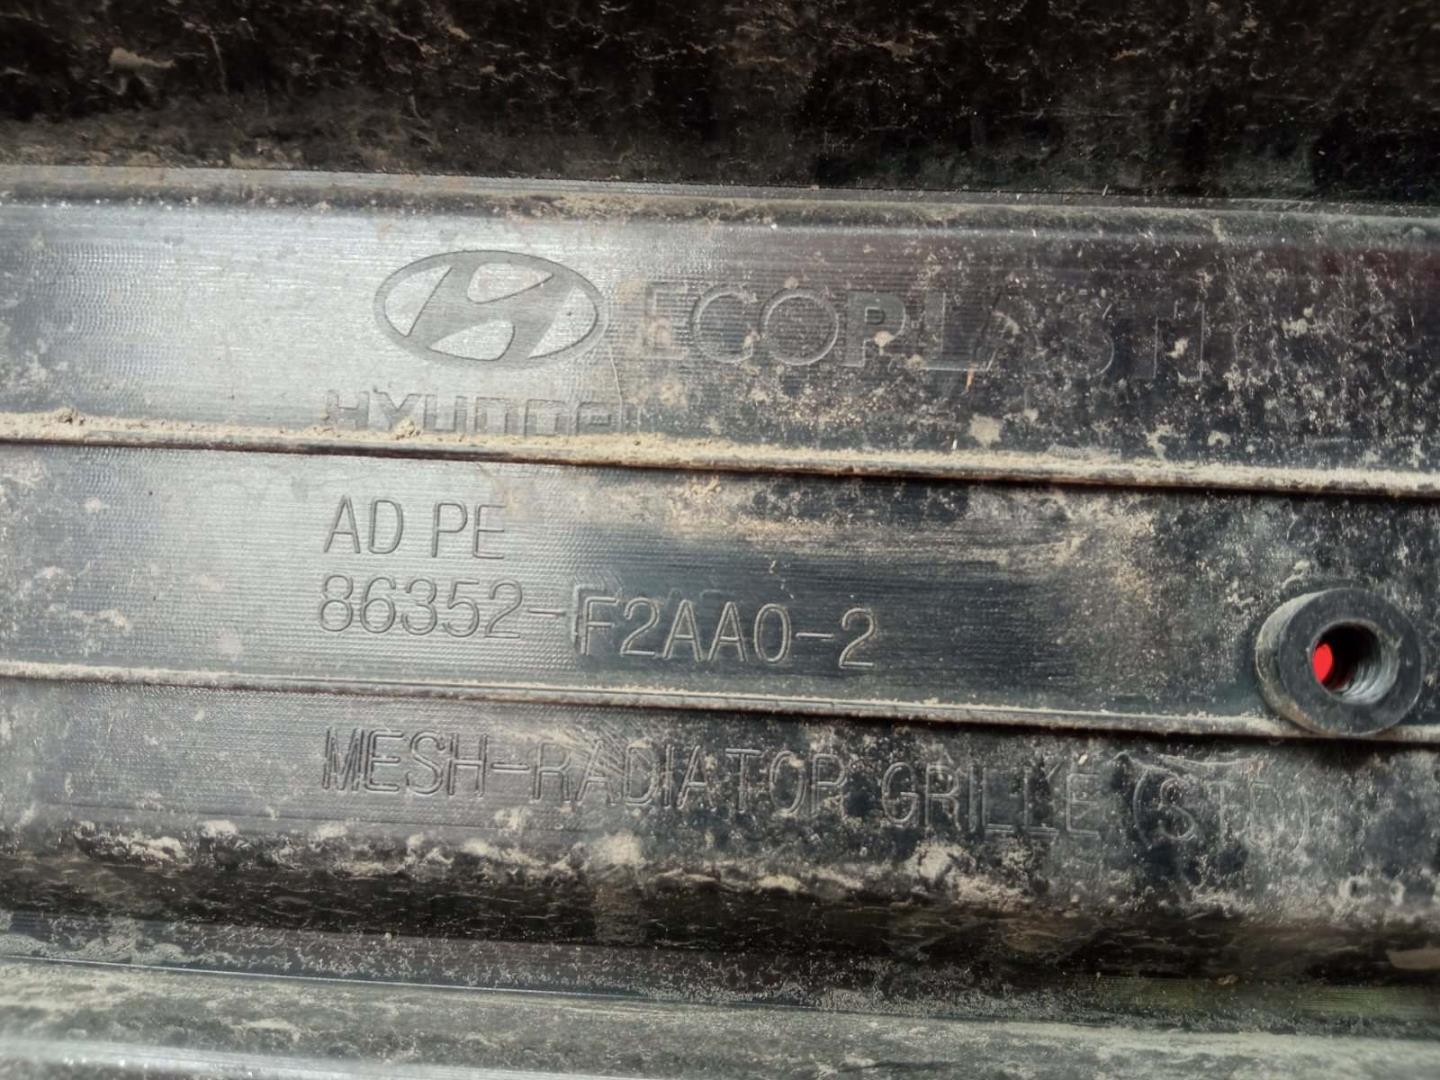 ECOPLASTIC
HYUNDAI
AD PE
86352-F2AA0-2
MESH-RADIATOR GRILLE (STD)